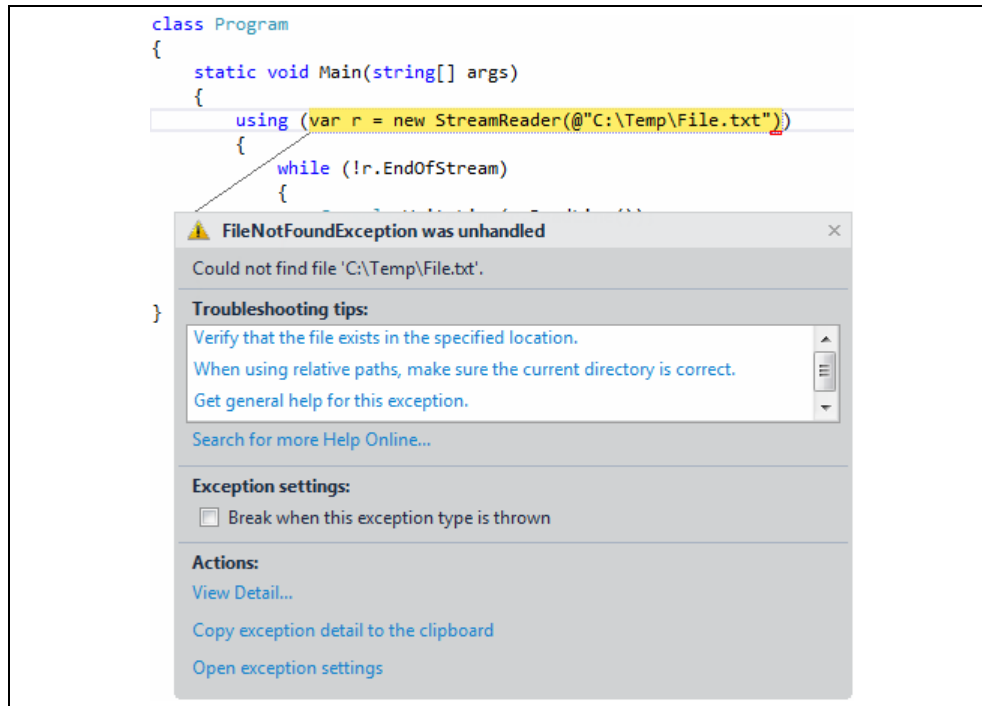 class Program
{
static void Main(string[] args)
{
using (var r = new StreamReader(@"C:\Temp\File.txt"))
{
while (!r.EndOfStream)
{
FileNotFoundException was unhandled
Could not find file 'C:\Temp\File.txt'.
}
Troubleshooting tips:
Verify that the file exists in the specified location.
When using relative paths, make sure the current directory is correct.
Get general help for this exception.
Search for more Help Online...
Exception settings:
Break when this exception type is thrown
Actions:
View Detail...
Copy exception detail to the clipboard
Open exception settings